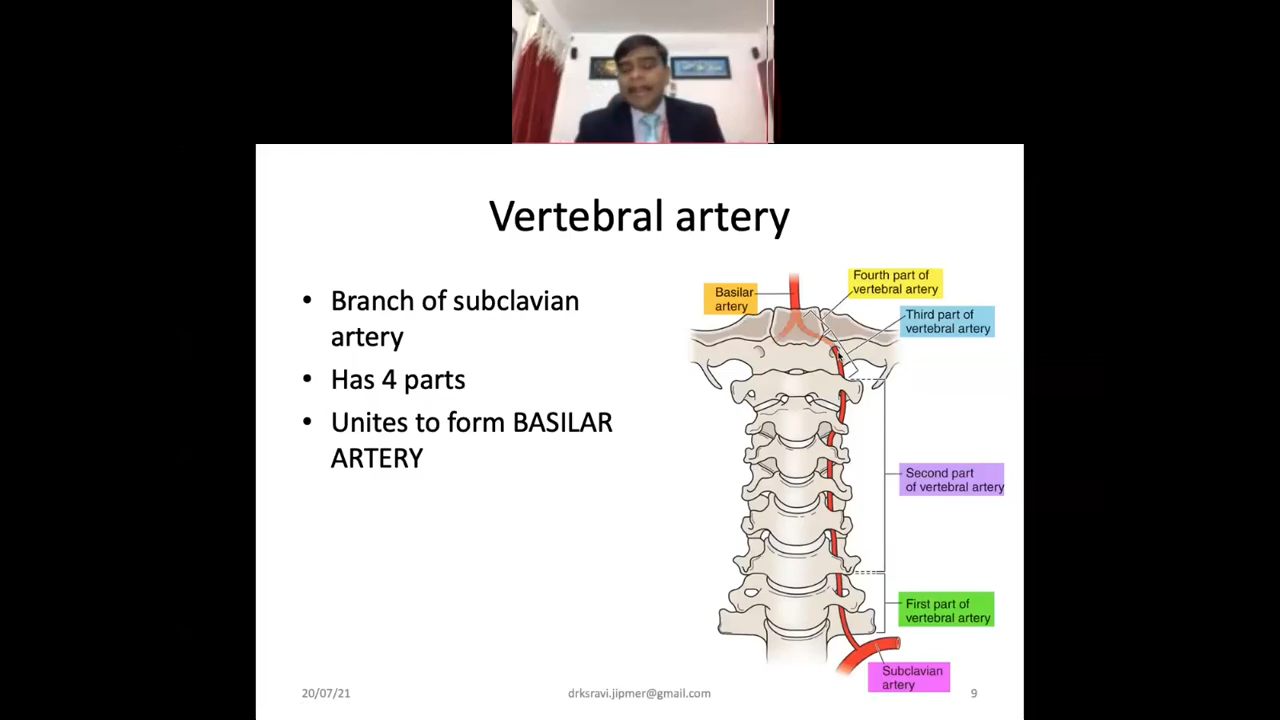 Vertebral artery
• Branch of subclavian
artery
• Has 4 parts
• Unites to form BASILAR
ARTERY
Basilar
artery
Fourth part of
vertebral artery
Third part of
vertebral artery
Second part
of vertebral artery
First part of
vertebral artery
Subclavian
artery
20/07/21
drksravi.jipmer@gmail.com
9